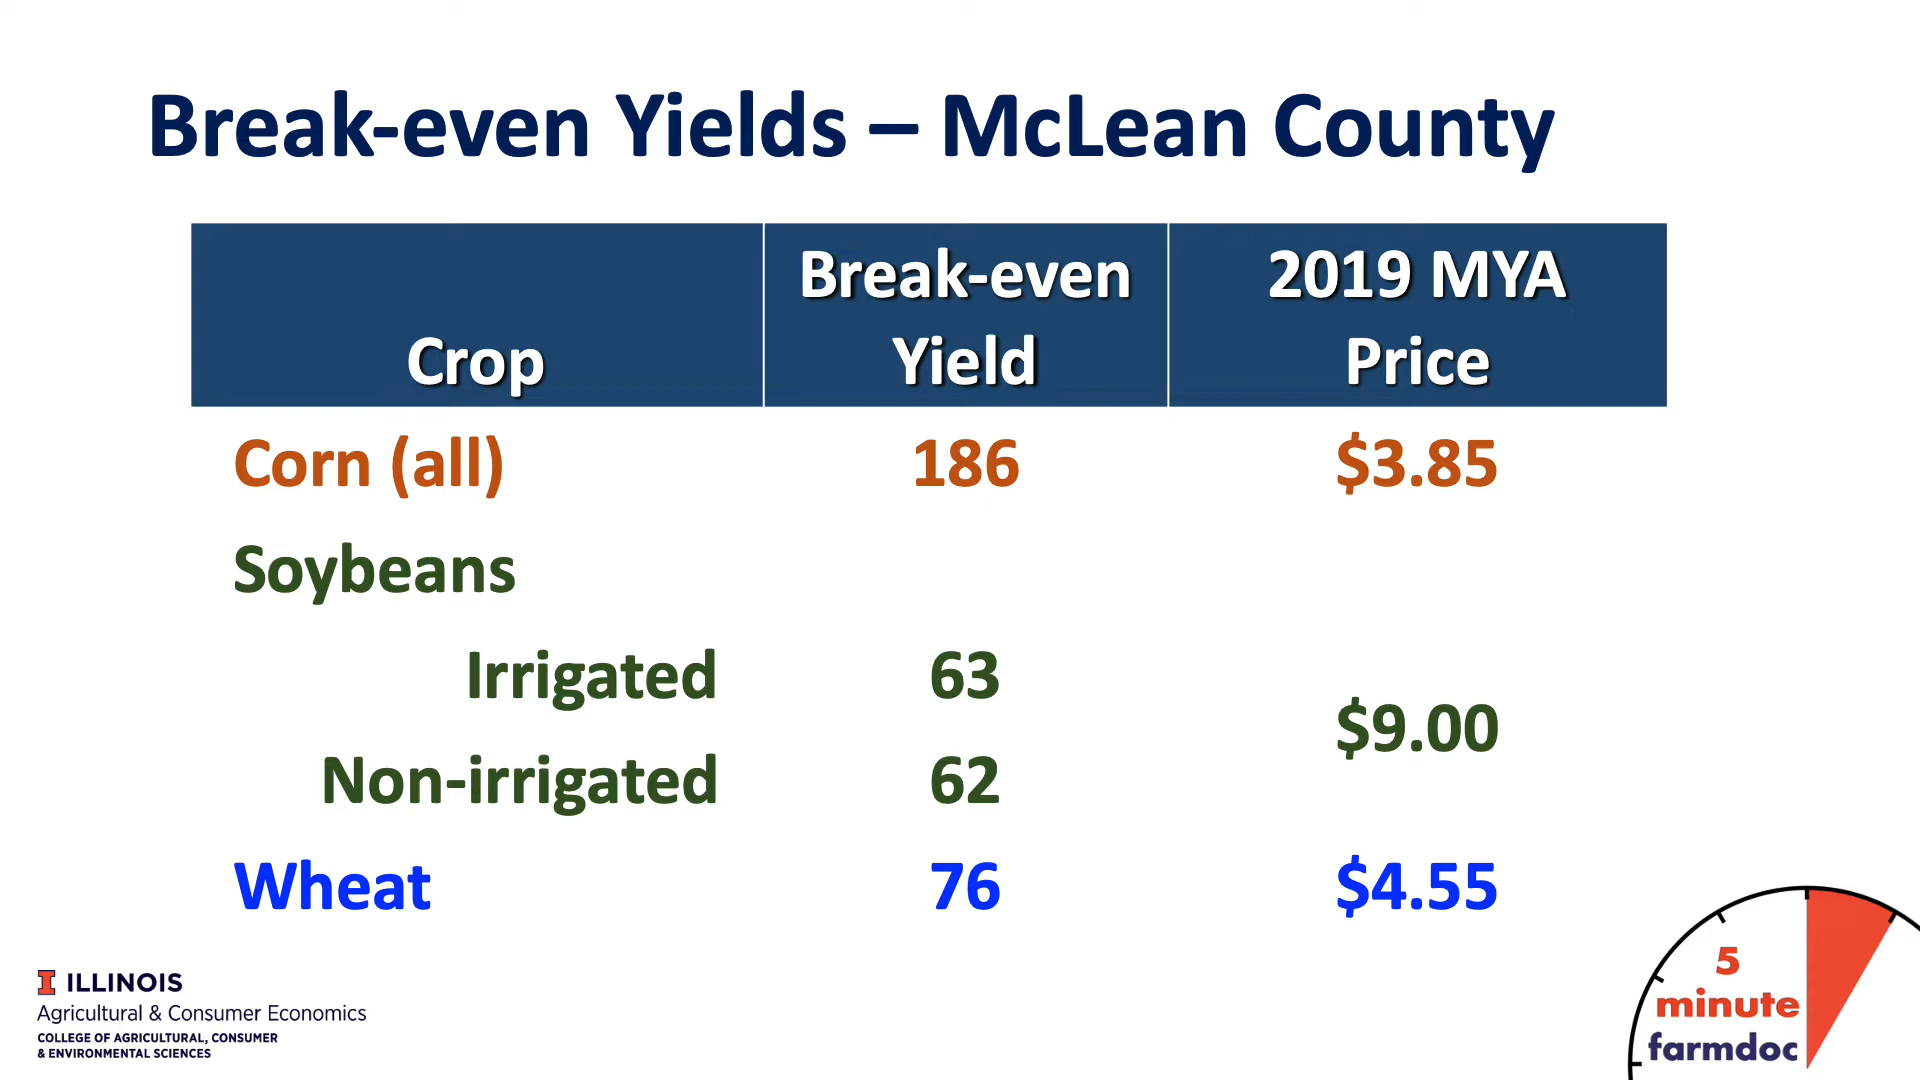 Break-even Yields – McLean County
Crop Break-even Yield 2019 MYA Price
Corn (all) 186 $3.85
Soybeans
Irrigated 63
$9.00
Non-irrigated 62
Wheat 76 $4.55
I ILLINOIS
Agricultural & Consumer Economics
COLLEGE OF AGRICULTURAL, CONSUMER
& ENVIRONMENTAL SCIENCES
5
minute
farmdoc